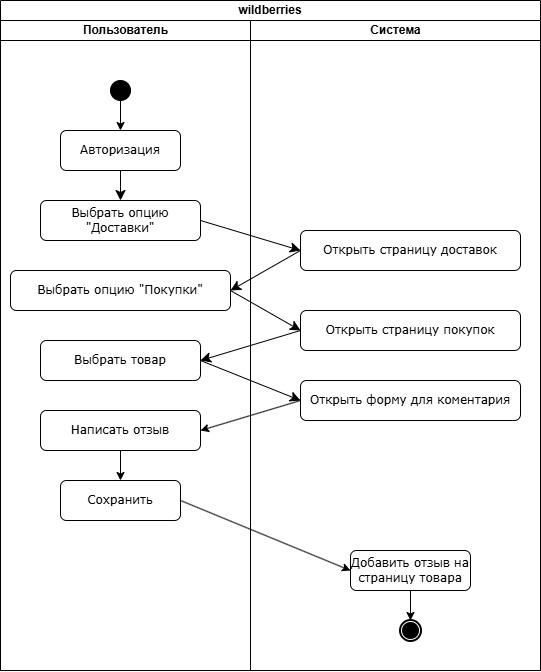 wildberries
Пользователь
Система
Авторизация
Выбрать опцию
"Доставки"
Открыть страницу доставок
Выбрать опцию "Покупки"
Открыть страницу покупок
Выбрать товар
Открыть форму для коментария
Написать отзыв
Сохранить
Добавить отзыв на
страницу товара